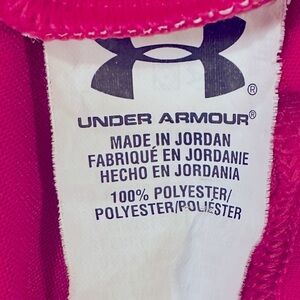 ®
UNDER ARMOUR®
MADE IN JORDAN
FABRIQUÉ EN JORDANIE
HECHO EN JORDANIA
100% POLYESTER/
POLYESTER/POLIÉSTER